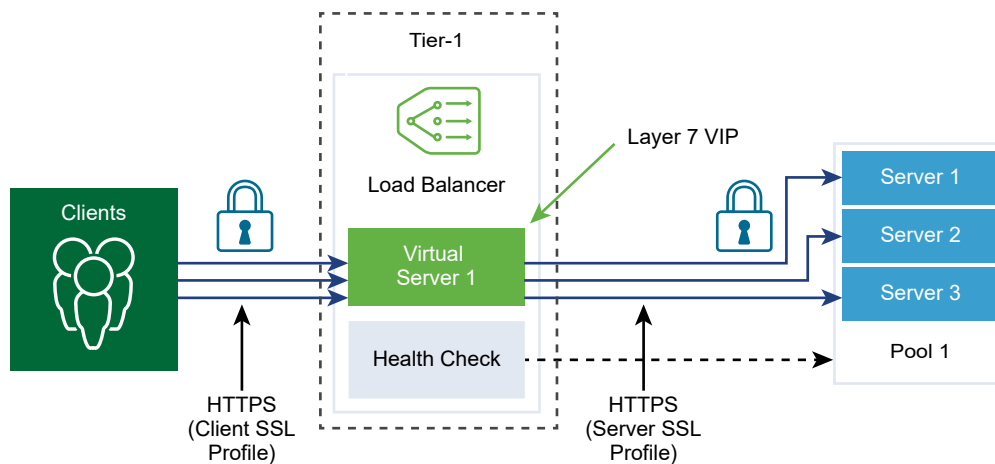 Tier-1
Layer 7 VIP
Load Balancer
Clients
Virtual
Server 1
Server 1
Server 2
Server 3
Health Check
Pool 1
HTTPS
(Client SSL
Profile)
HTTPS
(Server SSL
Profile)